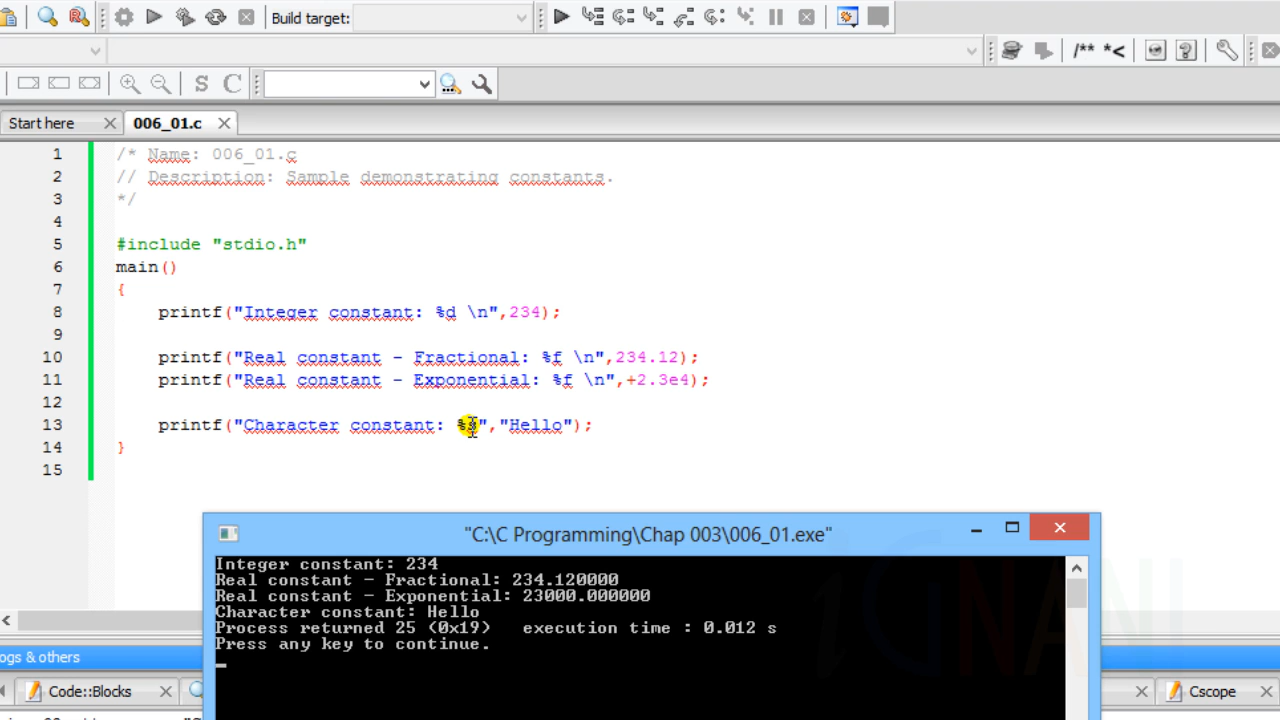 Build target:
/** *<
S C
Start here 006_01.c
1 /* Name: 006_01.c
2 // Description: Sample demonstrating constants.
3 */
4
5 #include "stdio.h"
6 main()
7 {
8 printf("Integer constant: %d \n",234);
9
10 printf("Real constant - Fractional: %f \n",234.12);
11 printf("Real constant - Exponential: %f \n",+2.3e4);
12
13 printf("Character constant: %s","Hello");
14 }
15
"C:\C Programming\Chap 003\006_01.exe"
Integer constant: 234
Real constant - Fractional: 234.120000
Real constant - Exponential: 23000.000000
Character constant: Hello
Process returned 25 (0x19) execution time : 0.012 s
Press any key to continue.
ogs & others
Code::Blocks Cscope
iGNANI